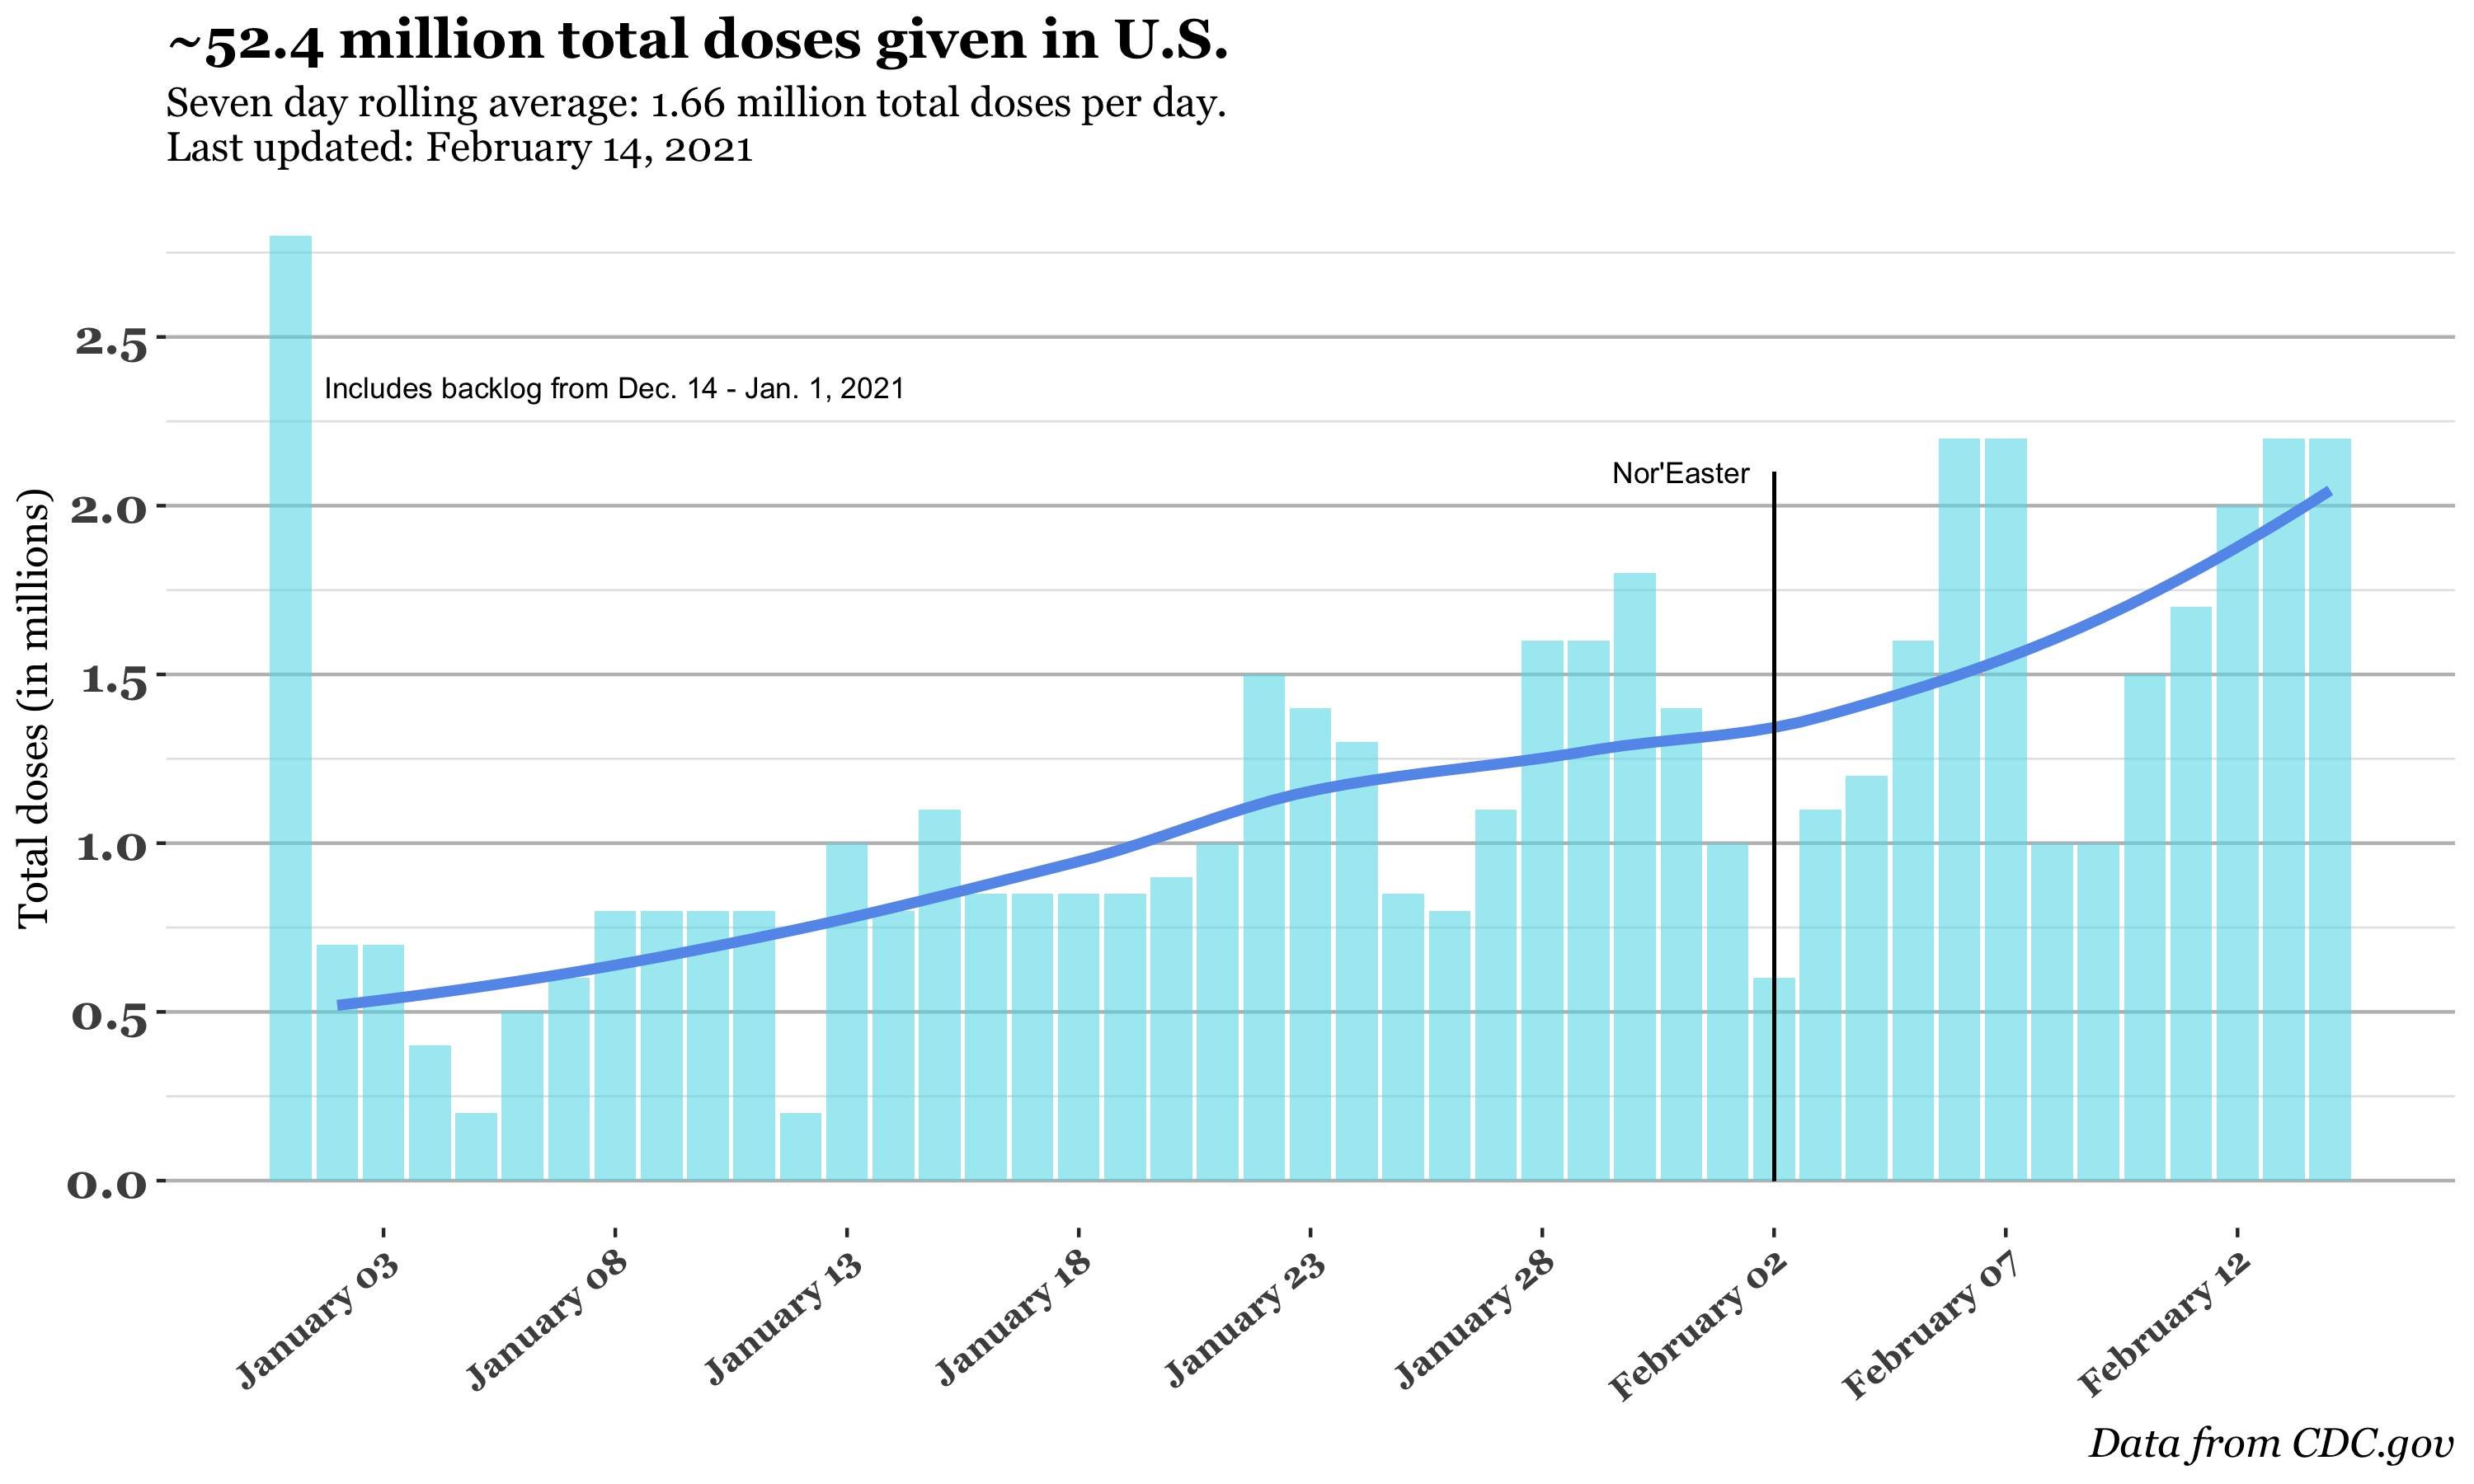 ~52.4 million total doses given in U.S.
Seven day rolling average: 1.66 million total doses per day.
Last updated: February 14, 2021
2.5
Includes backlog from Dec. 14 - Jan. 1, 2021
Nor'Easter
2.0
1.5
1.0
0.5
0.0
Total doses (in millions)
January 03
January 08
January 13
January 18
January 23
January 28
February 02
February 07
February 12
Data from CDC.gov